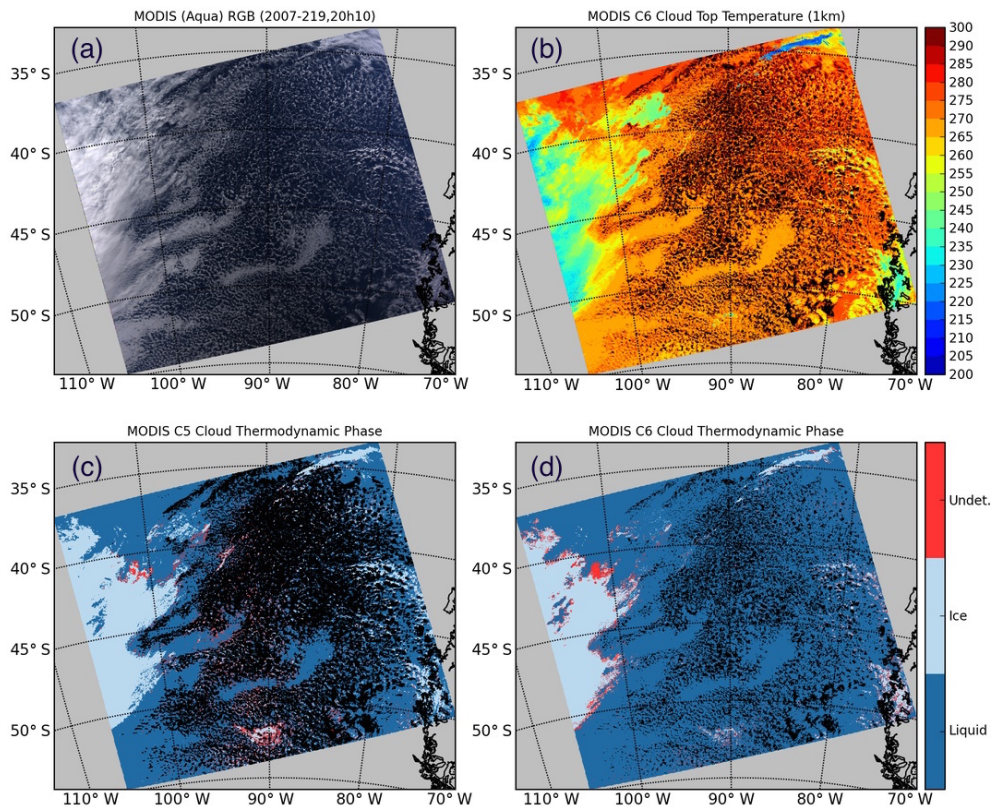 MODIS (Aqua) RGB (2007-219,20h10)
(a)
35° S
40° S
45° S
50° S
110° W 100° W 90° W 80° W 70° W
MODIS C6 Cloud Top Temperature (1km)
(b)
35° S
40° S
45° S
50° S
110° W 100° W 90° W 80° W 70° W
300
290
285
280
275
270
265
260
255
250
245
240
235
230
225
220
215
210
205
200
MODIS C5 Cloud Thermodynamic Phase
(c)
35° S
40° S
45° S
50° S
110° W 100° W 90° W 80° W 70° W
MODIS C6 Cloud Thermodynamic Phase
(d)
35° S
40° S
45° S
50° S
110° W 100° W 90° W 80° W 70° W
Undet.
Ice
Liquid